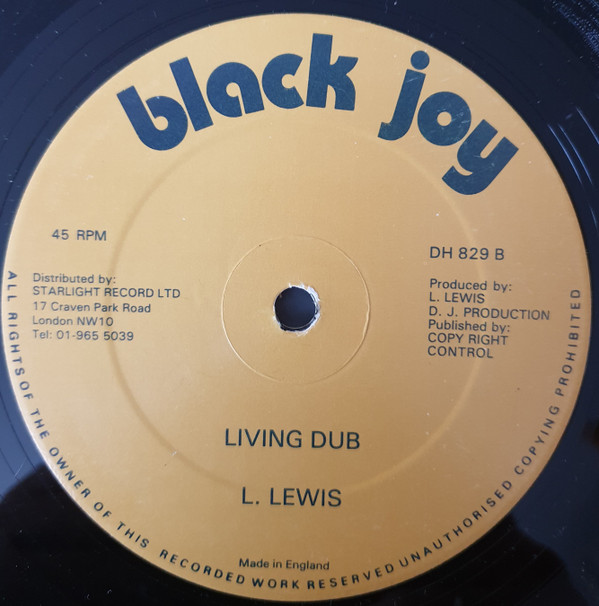 black joy
45 RPM
DH 829 B
Distributed by:
STARLIGHT RECORD LTD
17 Craven Park Road
London NW10
Tel: 01-965 5039
Produced by:
L. LEWIS
D. J. PRODUCTION
Published by:
COPY RIGHT
CONTROL
LIVING DUB
L. LEWIS
Made in England
ALL RIGHTS OF THE OWNER OF THIS RECORDED WORK RESERVED UNAUTHORISED COPYING PROHIBITED